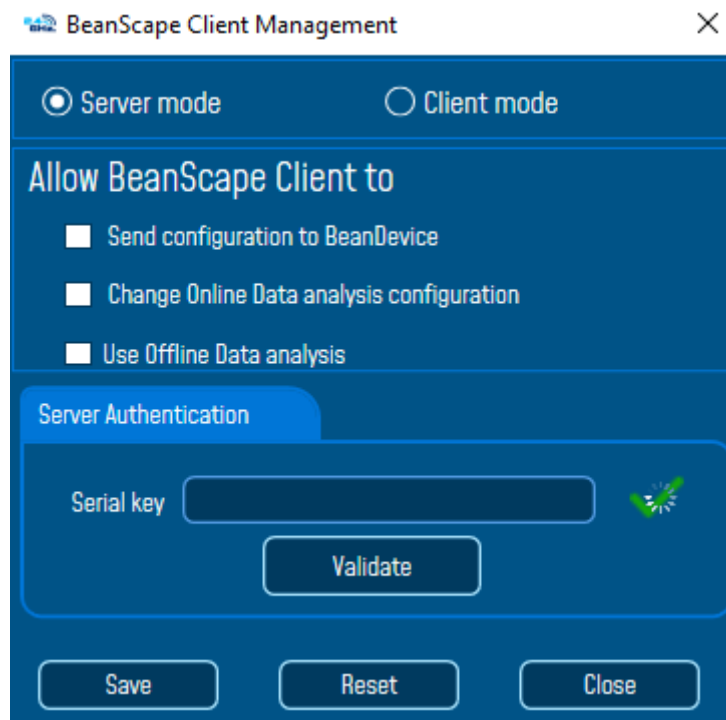 BeanScape Client Management
Server mode Client mode
Allow BeanScape Client to
Send configuration to BeanDevice
Change Online Data analysis configuration
Use Offline Data analysis
Server Authentication
Serial key
Validate
Save Reset Close